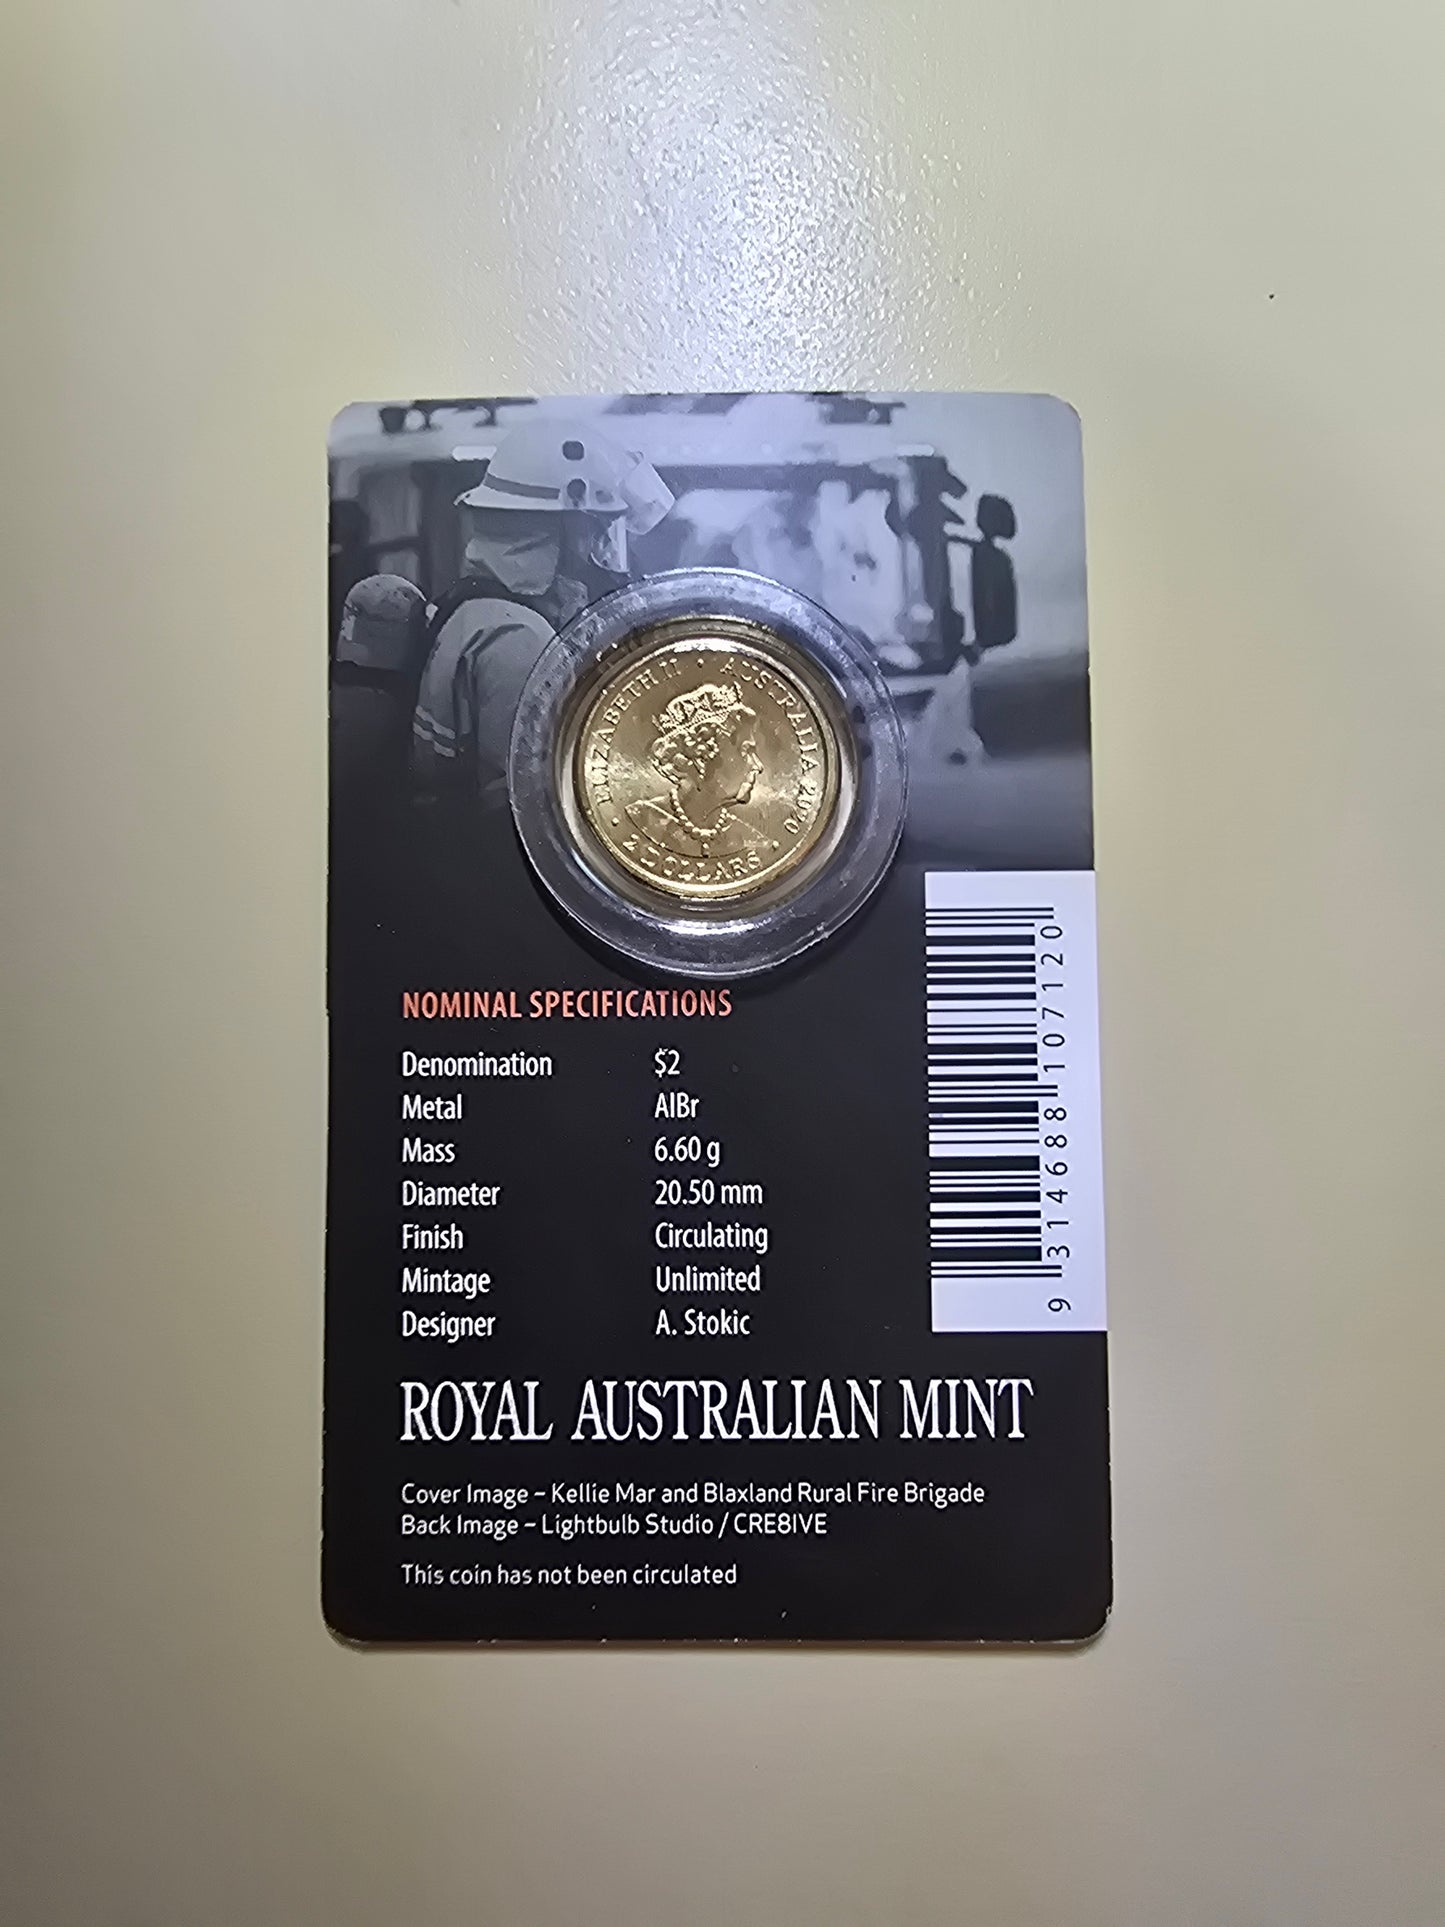 ELIZABETH II • AUSTRALIA 2020
• 2 DOLLARS •
NOMINAL SPECIFICATIONS
Denomination $2
Metal AlBr
Mass 6.60 g
Diameter 20.50 mm
Finish Circulating
Mintage Unlimited
Designer A. Stokic
9 314688 107120
ROYAL AUSTRALIAN MINT
Cover Image – Kellie Mar and Blaxland Rural Fire Brigade
Back Image – Lightbulb Studio / CRE8IVE
This coin has not been circulated